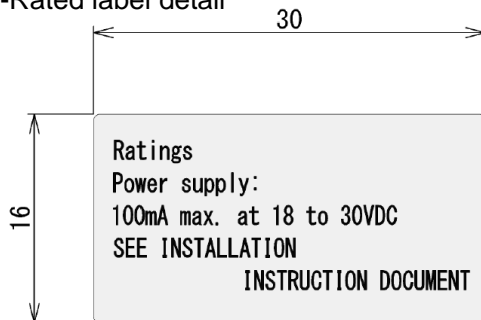 -Rated label detail
30
16
Ratings
Power supply:
100mA max. at 18 to 30VDC
SEE INSTALLATION
INSTRUCTION DOCUMENT